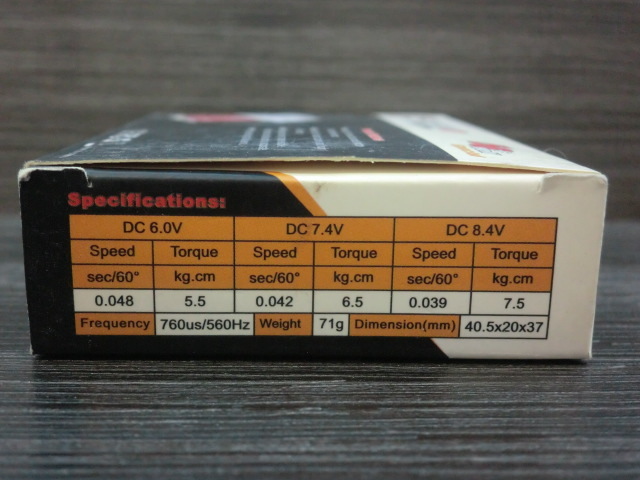 Specifications:
DC 6.0V DC 7.4V DC 8.4V
Speed Torque Speed Torque Speed Torque
sec/60° kg.cm sec/60° kg.cm sec/60° kg.cm
0.048 5.5 0.042 6.5 0.039 7.5
Frequency 760us/560Hz Weight 71g Dimension(mm) 40.5x20x37